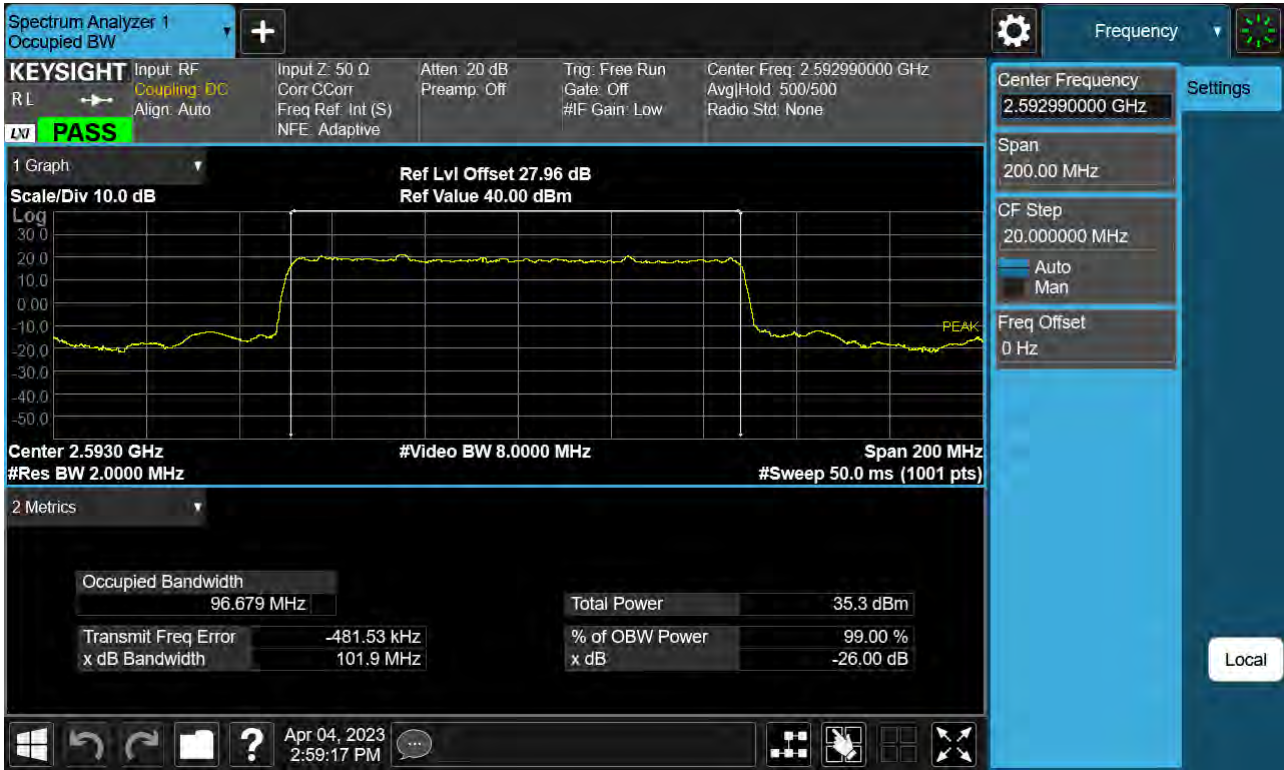 Spectrum Analyzer 1
Occupied BW
Frequency
KEYSIGHT
RL
LXI PASS
Input: RF
Coupling: DC
Align: Auto
Input Z: 50 Ω
Corr CCorr
Freq Ref: Int (S)
NFE: Adaptive
Atten: 20 dB
Preamp: Off
Trig: Free Run
Gate: Off
#IF Gain: Low
Center Freq: 2.592990000 GHz
Avg|Hold: 500/500
Radio Std: None
Center Frequency
2.592990000 GHz
Settings
Span
200.00 MHz
CF Step
20.000000 MHz
Auto
Man
Freq Offset
0 Hz
Local
1 Graph
Scale/Div 10.0 dB
Ref Lvl Offset 27.96 dB
Ref Value 40.00 dBm
Log
30.0
20.0
10.0
0.00
-10.0
-20.0
-30.0
-40.0
-50.0
PEAK
Center 2.5930 GHz
#Video BW 8.0000 MHz
Span 200 MHz
#Res BW 2.0000 MHz
#Sweep 50.0 ms (1001 pts)
2 Metrics
Occupied Bandwidth
96.679 MHz
Total Power 35.3 dBm
Transmit Freq Error -481.53 kHz
% of OBW Power 99.00 %
x dB Bandwidth 101.9 MHz
x dB -26.00 dB
?
Apr 04, 2023
2:59:17 PM